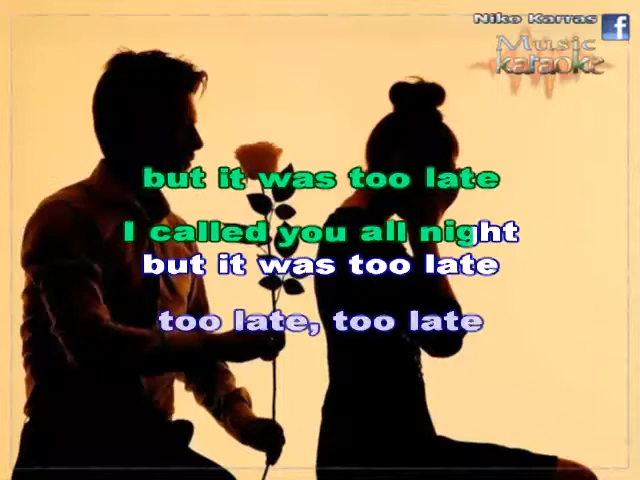 Niko Karras f
Music
karaoke
but it was too late
I called you all night
but it was too late
too late, too late